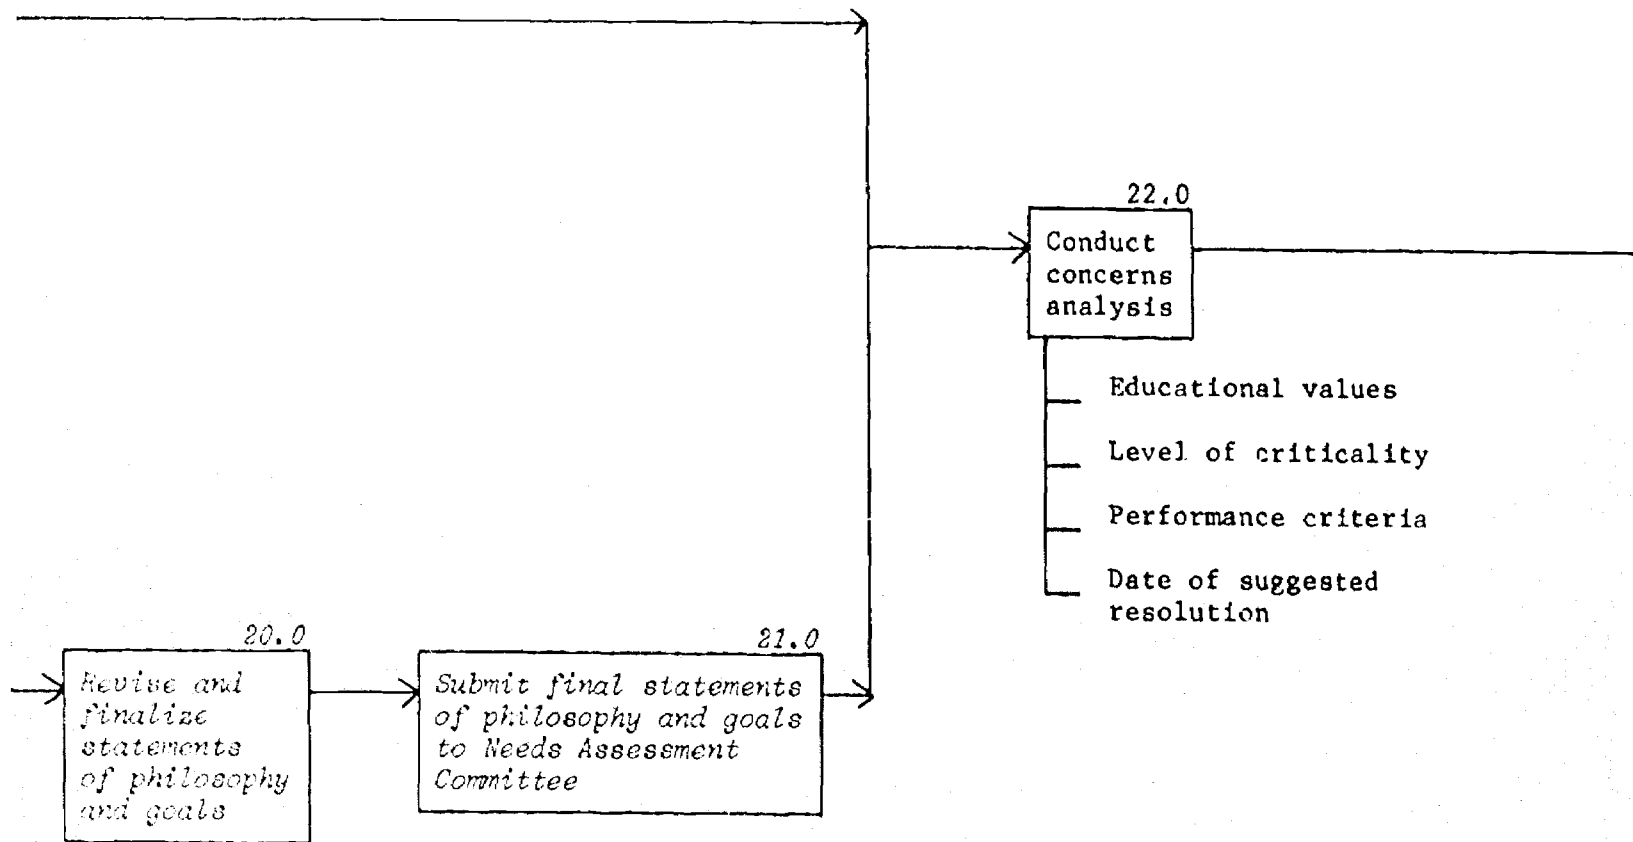 22.0
Conduct
concerns
analysis
Educational values
Level of criticality
Performance criteria
Date of suggested
resolution
20.0
Revise and
finalize
statements
of philosophy
and goals
21.0
Submit final statements
of philosophy and goals
to Needs Assessment
Committee